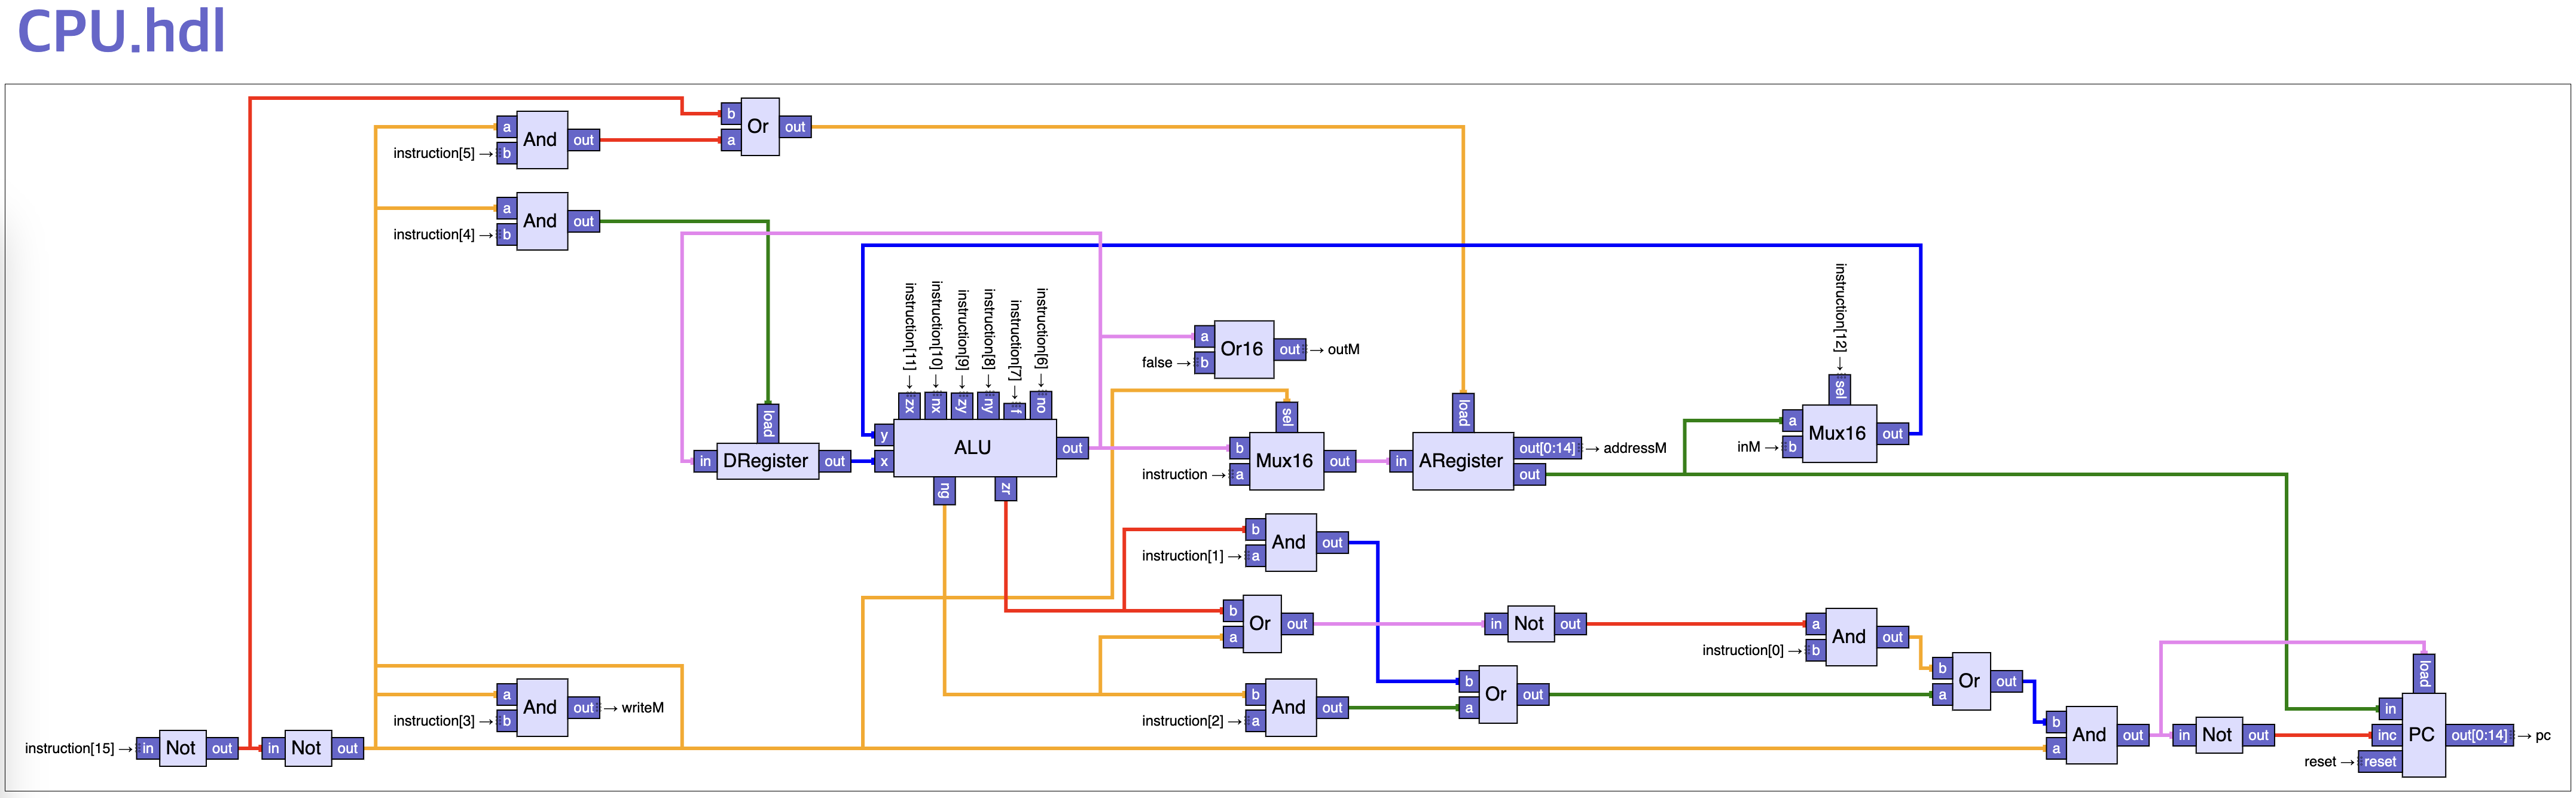 CPU.hdl
b
Or
out
a
a
And
out
instruction[5] → b
a
And
out
instruction[4] → b
instruction[11] →
instruction[10] →
instruction[9] →
instruction[8] →
instruction[7] →
instruction[6] →
zx
nx
zy
ny
f
no
y
ALU
out
x
ng
zr
load
in
DRegister
out
a
Or16
out → outM
false → b
sel
b
Mux16
out
instruction → a
load
in
ARegister
out[0:14] → addressM
out
instruction[12] →
sel
a
Mux16
out
inM → b
b
And
out
instruction[1] → a
b
Or
out
a
in
Not
out
a
And
out
instruction[0] → b
b
And
out
instruction[2] → a
b
Or
out
a
b
Or
out
a
a
And
out → writeM
instruction[3] → b
instruction[15] → in
Not
out
in
Not
out
b
And
out
a
in
Not
out
load
in
inc
PC
out[0:14] → pc
reset → reset